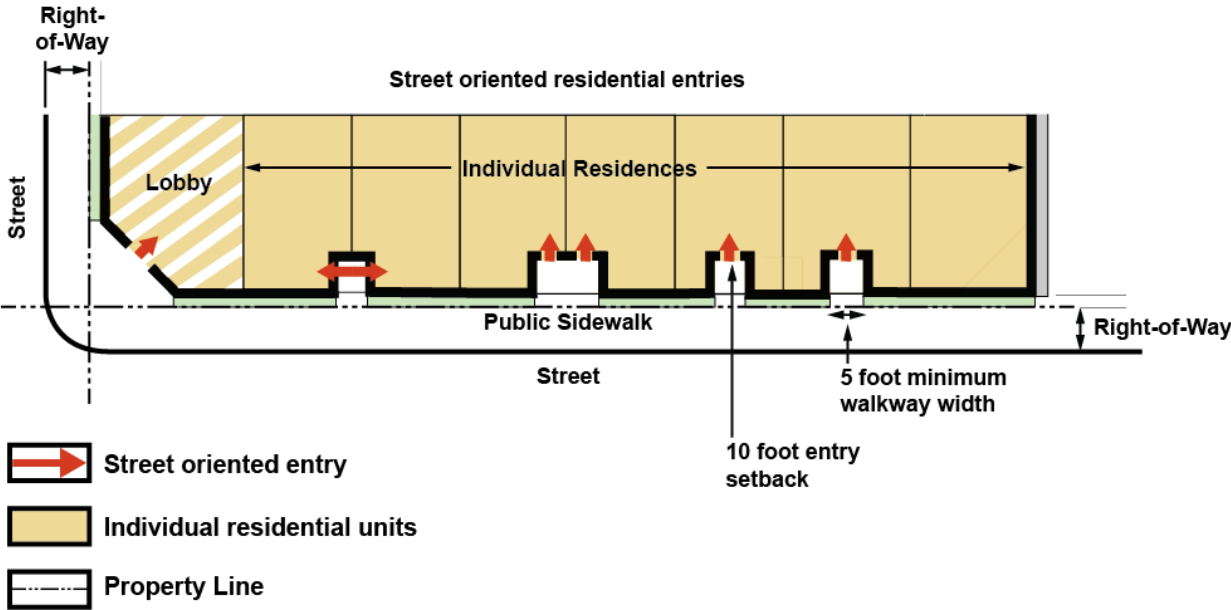 Right-
of-Way
Street oriented residential entries
Individual Residences
Lobby
Street
Public Sidewalk
Right-of-Way
Street
5 foot minimum
walkway width
10 foot entry
setback
Street oriented entry
Individual residential units
Property Line